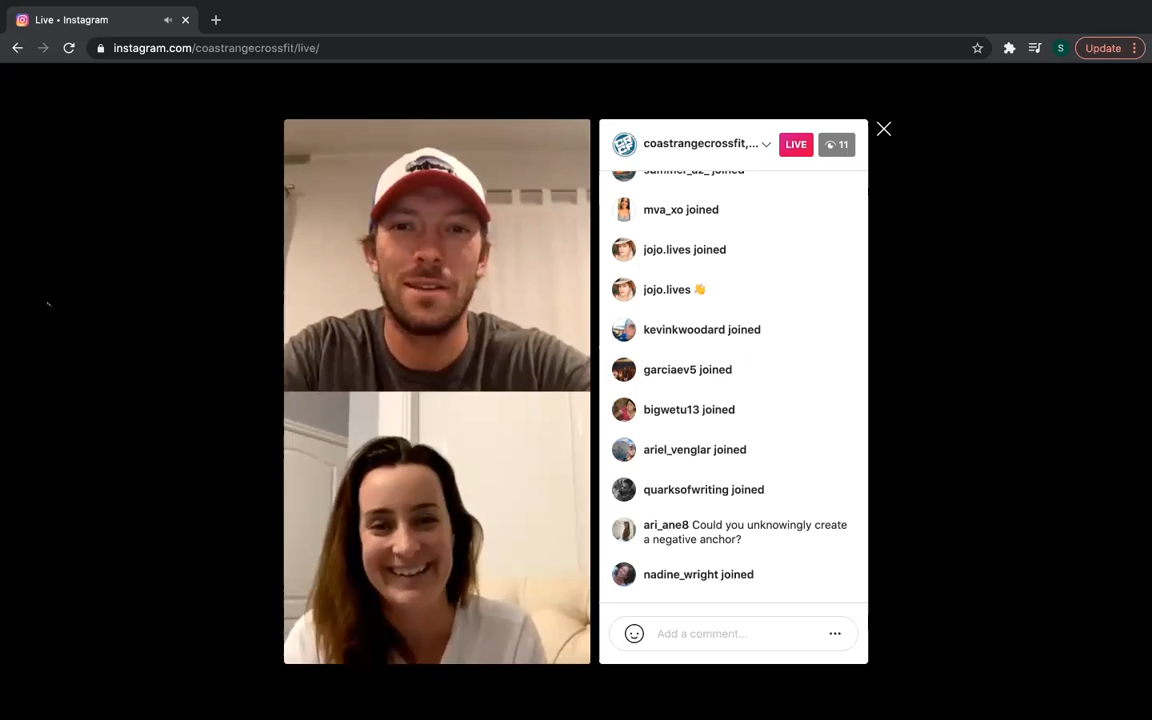 Live • Instagram
instagram.com/coastrangecrossfit/live/
S
Update
coastrangecrossfit,...
LIVE
11
summer_az_ joined
mva_xo joined
jojo.lives joined
jojo.lives 👋
kevinkwoodard joined
garciaev5 joined
bigwetu13 joined
ariel_venglar joined
quarksofwriting joined
ari_ane8 Could you unknowingly create
a negative anchor?
nadine_wright joined
Add a comment...